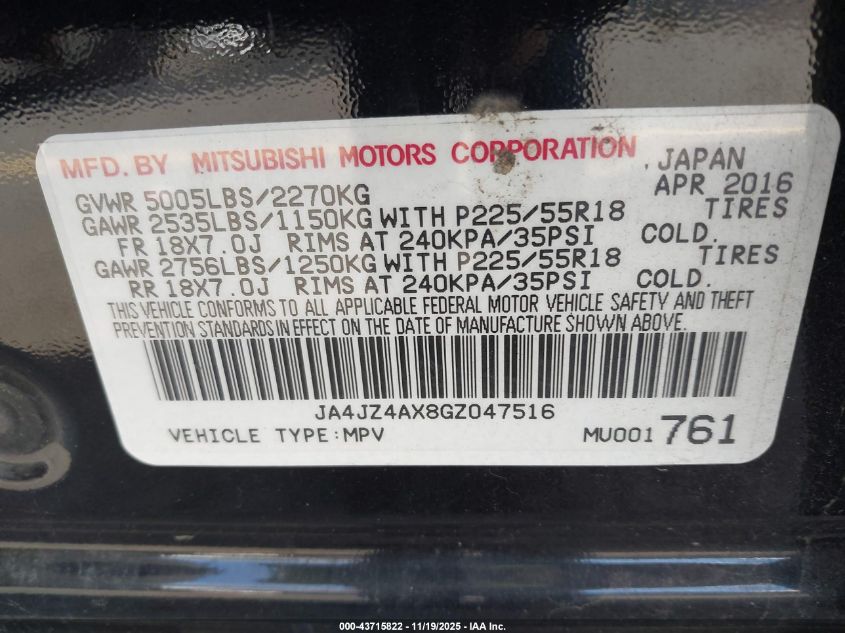 MFD. BY MITSUBISHI MOTORS CORPORATION , JAPAN
GVWR 5005LBS/2270KG APR 2016
GAWR 2535LBS/1150KG WITH P225/55R18 TIRES
FR 18X7.0J RIMS AT 240KPA/35PSI COLD.
GAWR 2756LBS/1250KG WITH P225/55R18 TIRES
RR 18X7.0J RIMS AT 240KPA/35PSI COLD.
THIS VEHICLE CONFORMS TO ALL APPLICABLE FEDERAL MOTOR VEHICLE SAFETY AND THEFT
PREVENTION STANDARDS IN EFFECT ON THE DATE OF MANUFACTURE SHOWN ABOVE.
JA4JZ4AX8GZ047516
VEHICLE TYPE:MPV MU001 761
000-43715822 - 11/19/2025 - IAA Inc.